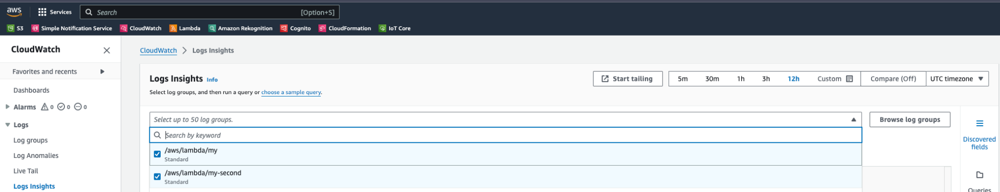 aws
Services
Search
[Option+S]
S3
Simple Notification Service
CloudWatch
Lambda
Amazon Rekognition
Cognito
CloudFormation
IoT Core
CloudWatch
Favorites and recents
Dashboards
Alarms 0 0 0
Logs
Log groups
Log Anomalies
Live Tail
Logs Insights
CloudWatch > Logs Insights
Logs Insights Info
Select log groups, and then run a query or choose a sample query.
Start tailing
5m 30m 1h 3h 12h Custom
Compare (Off)
UTC timezone
Select up to 50 log groups.
Browse log groups
Search by keyword
/aws/lambda/my
Standard
/aws/lambda/my-second
Standard
Discovered
fields
Queries